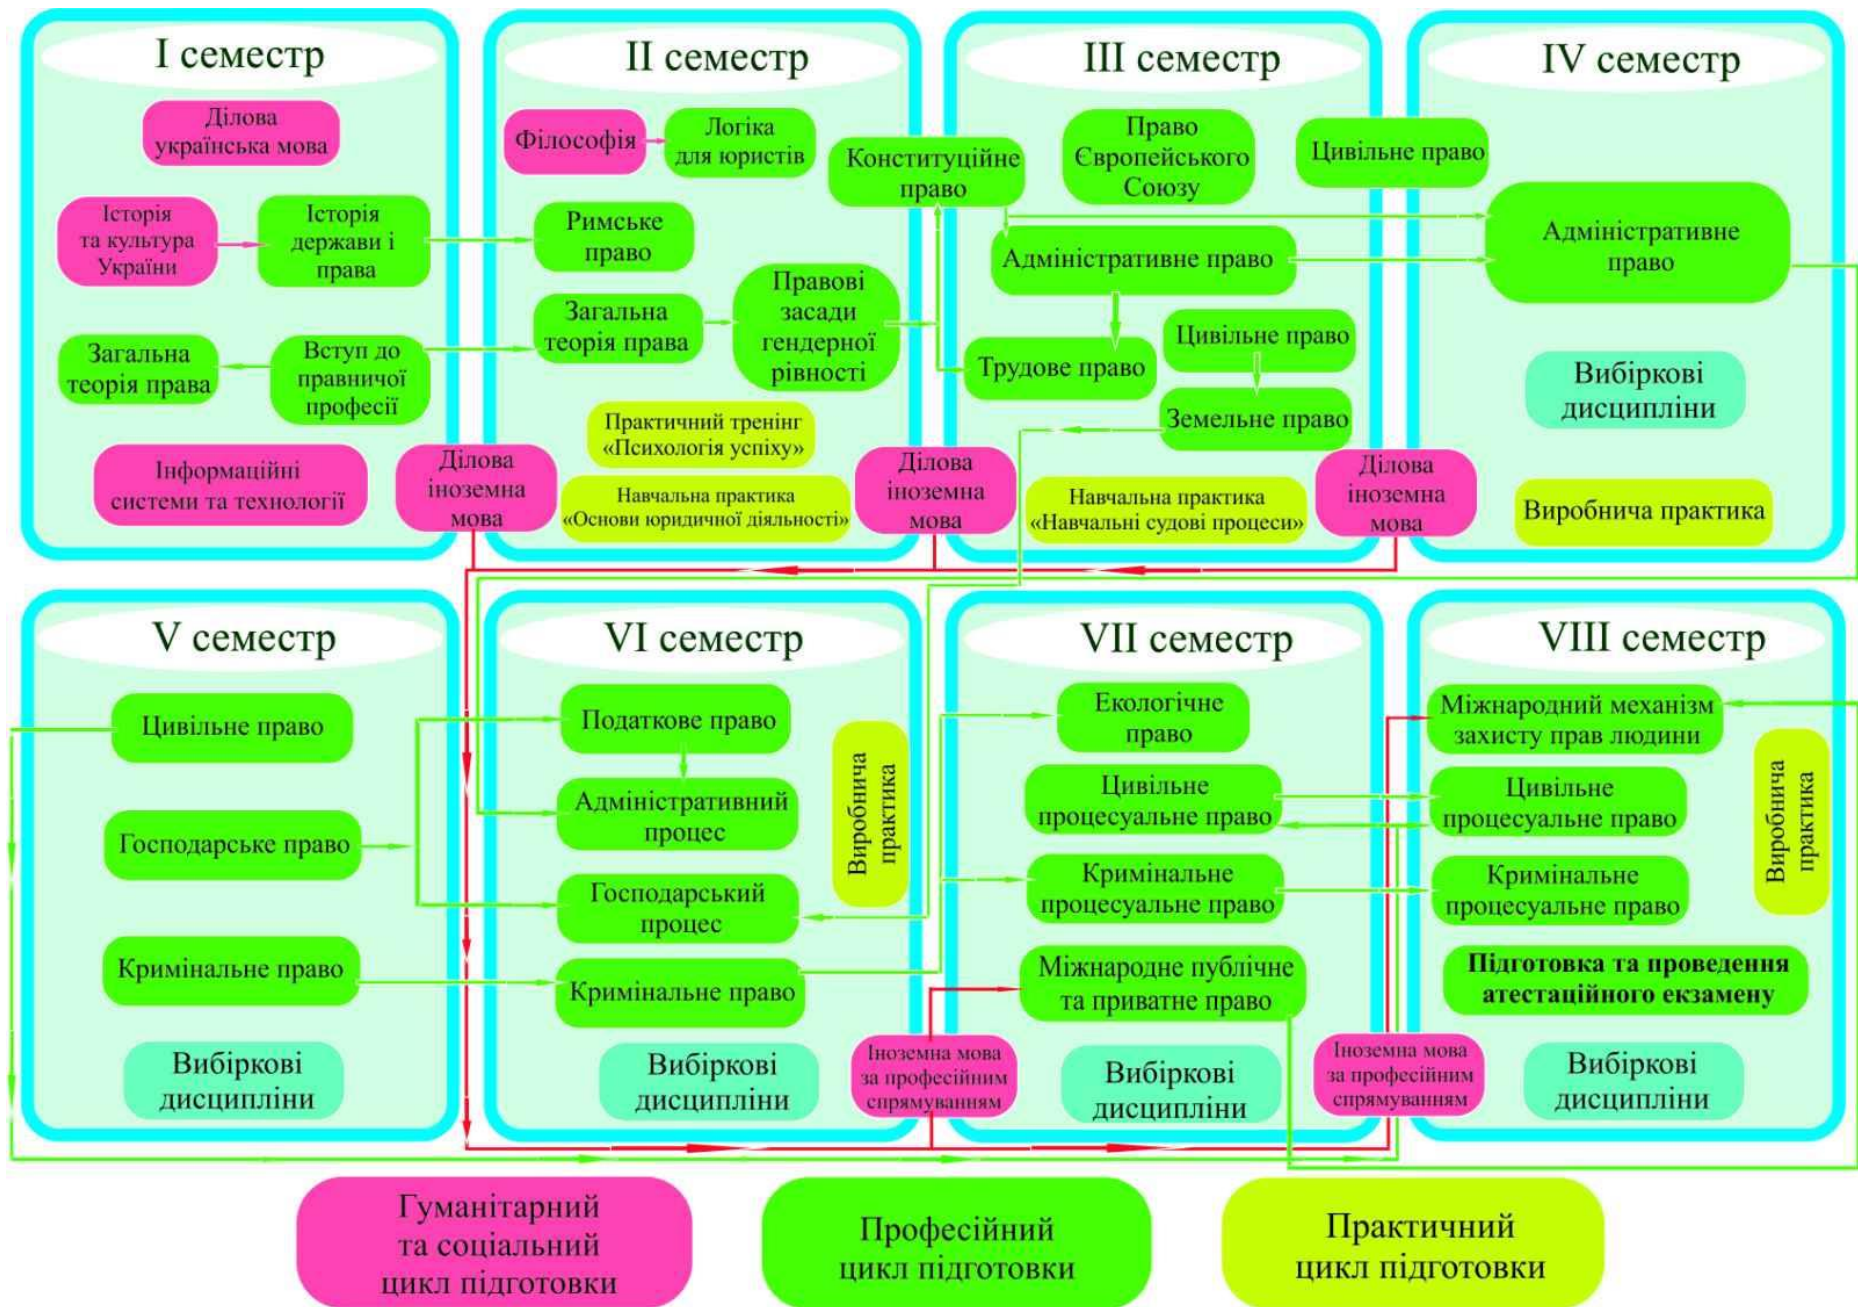 I семестр
Ділова
українська мова
Історія
та культура
України
Історія
держави і
права
Загальна
теорія права
Вступ до
правничої
професії
Інформаційні
системи та технології
Ділова
іноземна
мова
II семестр
Філософія
Логіка
для юристів
Римське
право
Загальна
теорія права
Правові
засади
гендерної
рівності
Практичний тренінг
«Психологія успіху»
Навчальна практика
«Основи юридичної діяльності»
Конституційне
право
Ділова
іноземна
мова
III семестр
Право
Європейського
Союзу
Адміністративне право
Цивільне право
Трудове право
Земельне право
Навчальна практика
«Навчальні судові процеси»
Цивільне право
Ділова
іноземна
мова
IV семестр
Адміністративне
право
Вибіркові
дисципліни
Виробнича практика
V семестр
Цивільне право
Господарське право
Кримінальне право
Вибіркові
дисципліни
VI семестр
Податкове право
Адміністративний
процес
Господарський
процес
Кримінальне право
Виробнича
практика
Вибіркові
дисципліни
Іноземна мова
за професійним
спрямуванням
VII семестр
Екологічне
право
Цивільне
процесуальне право
Кримінальне
процесуальне право
Міжнародне публічне
та приватне право
Вибіркові
дисципліни
Іноземна мова
за професійним
спрямуванням
VIII семестр
Міжнародний механізм
захисту прав людини
Цивільне
процесуальне право
Кримінальне
процесуальне право
Виробнича
практика
Підготовка та проведення
атестаційного екзамену
Вибіркові
дисципліни
Гуманітарний
та соціальний
цикл підготовки
Професійний
цикл підготовки
Практичний
цикл підготовки